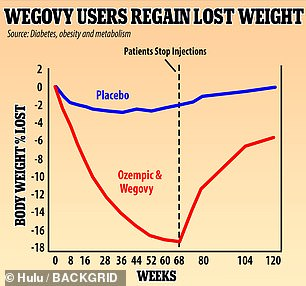 WEGOVY USERS REGAIN LOST WEIGHT
Source: Diabetes, obesity and metabolism
Patients Stop Injections
2
0
-2
-4
-6
-8
-10
-12
-14
-16
-18
BODY WEIGHT % LOST
Placebo
Ozempic &
Wegovy
0 8 18 28 36 44 52 60 68 80 104 120
WEEKS
© Hulu / BACKGRID